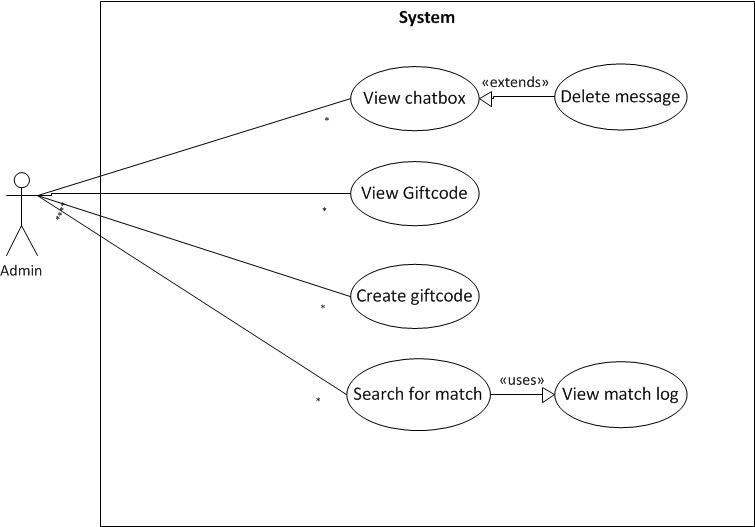 System
View chatbox
«extends»
Delete message
*
View Giftcode
*
****
Admin
Create giftcode
*
Search for match
«uses»
View match log
*